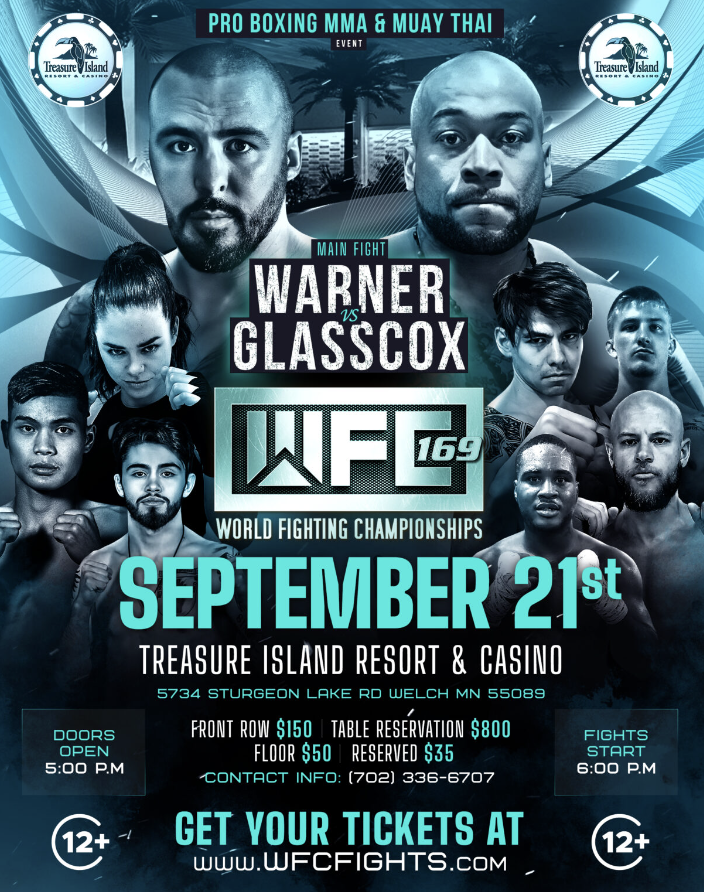 PRO BOXING MMA & MUAY THAI
EVENT
Treasure Island
RESORT & CASINO
Treasure Island
RESORT & CASINO
MAIN FIGHT
WARNER
VS
GLASSCOX
WFC 169
WORLD FIGHTING CHAMPIONSHIPS
SEPTEMBER 21st
TREASURE ISLAND RESORT & CASINO
5734 STURGEON LAKE RD WELCH MN 55089
DOORS
OPEN
5:00 P.M
FRONT ROW $150 | TABLE RESERVATION $800
FLOOR $50 | RESERVED $35
CONTACT INFO: (702) 336-6707
FIGHTS
START
6:00 P.M
12+
GET YOUR TICKETS AT
WWW.WFCFIGHTS.COM
12+